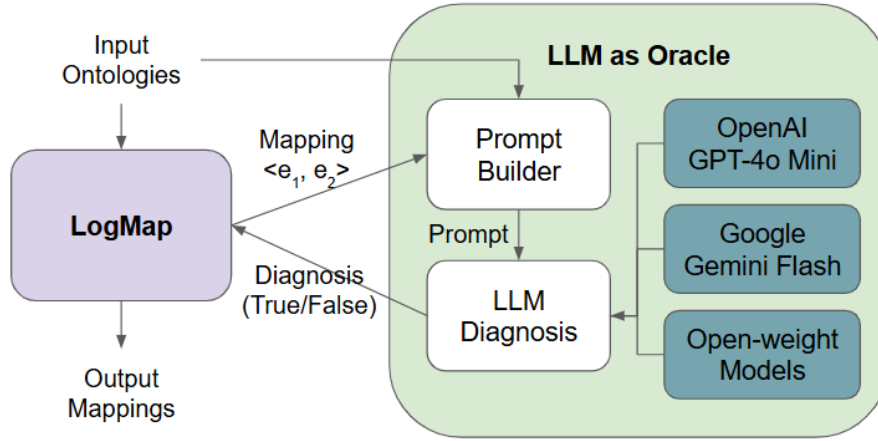 Input
Ontologies
LLM as Oracle
Mapping
<e₁, e₂>
Prompt
Builder
OpenAI
GPT-4o Mini
LogMap
Prompt
Google
Gemini Flash
Diagnosis
(True/False)
LLM
Diagnosis
Open-weight
Models
Output
Mappings